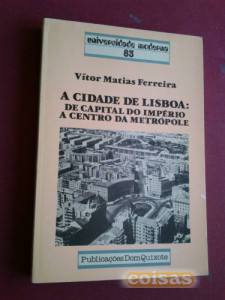 universidade moderna
83
Vítor Matias Ferreira
A CIDADE DE LISBOA:
DE CAPITAL DO IMPÉRIO
A CENTRO DA METRÓPOLE
Publicações Dom Quixote
coisas